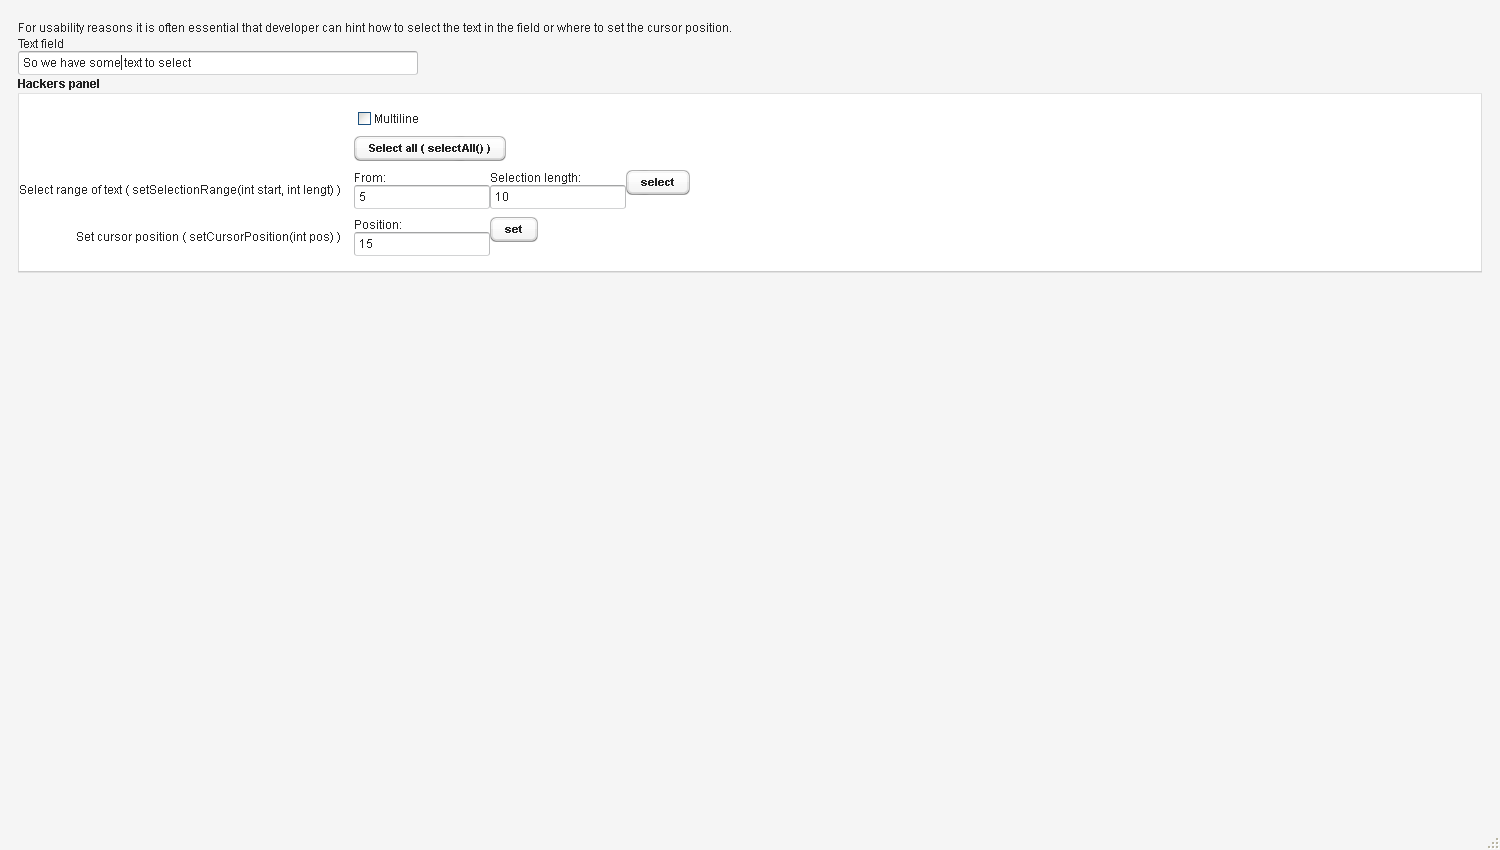 For usability reasons it is often essential that developer can hint how to select the text in the field or where to set the cursor position.
Text field
So we have some text to select
Hackers panel
Multiline
Select all ( selectAll() )
Select range of text ( setSelectionRange(int start, int lengt) )
From:
5
Selection length:
10
select
Set cursor position ( setCursorPosition(int pos) )
Position:
15
set